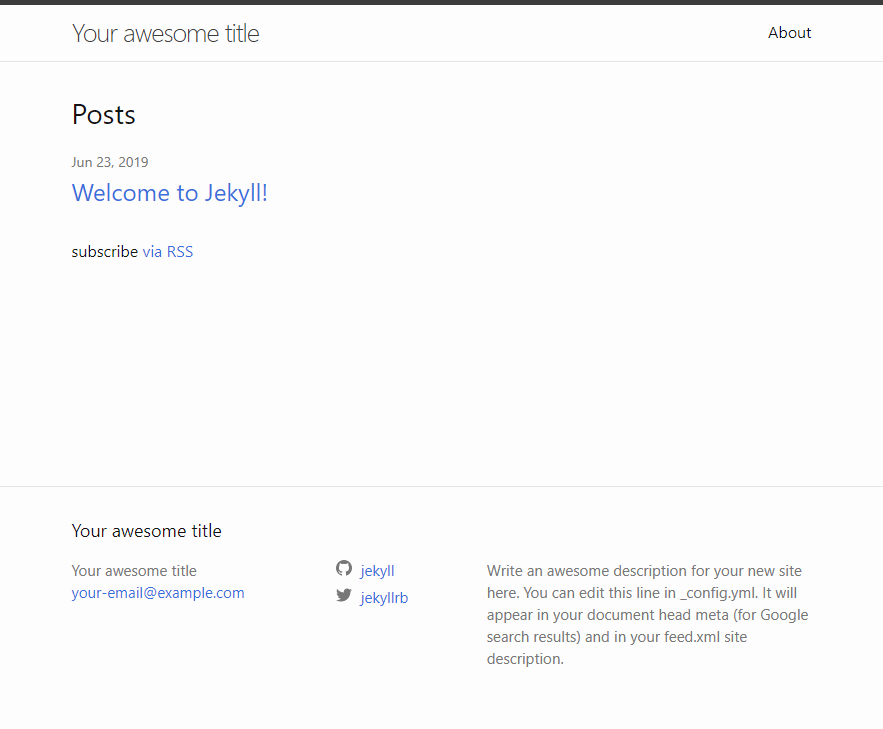 Your awesome title
About
Posts
Jun 23, 2019
Welcome to Jekyll!
subscribe via RSS
Your awesome title
Your awesome title
your-email@example.com
jekyll
jekyllrb
Write an awesome description for your new site
here. You can edit this line in _config.yml. It will
appear in your document head meta (for Google
search results) and in your feed.xml site
description.